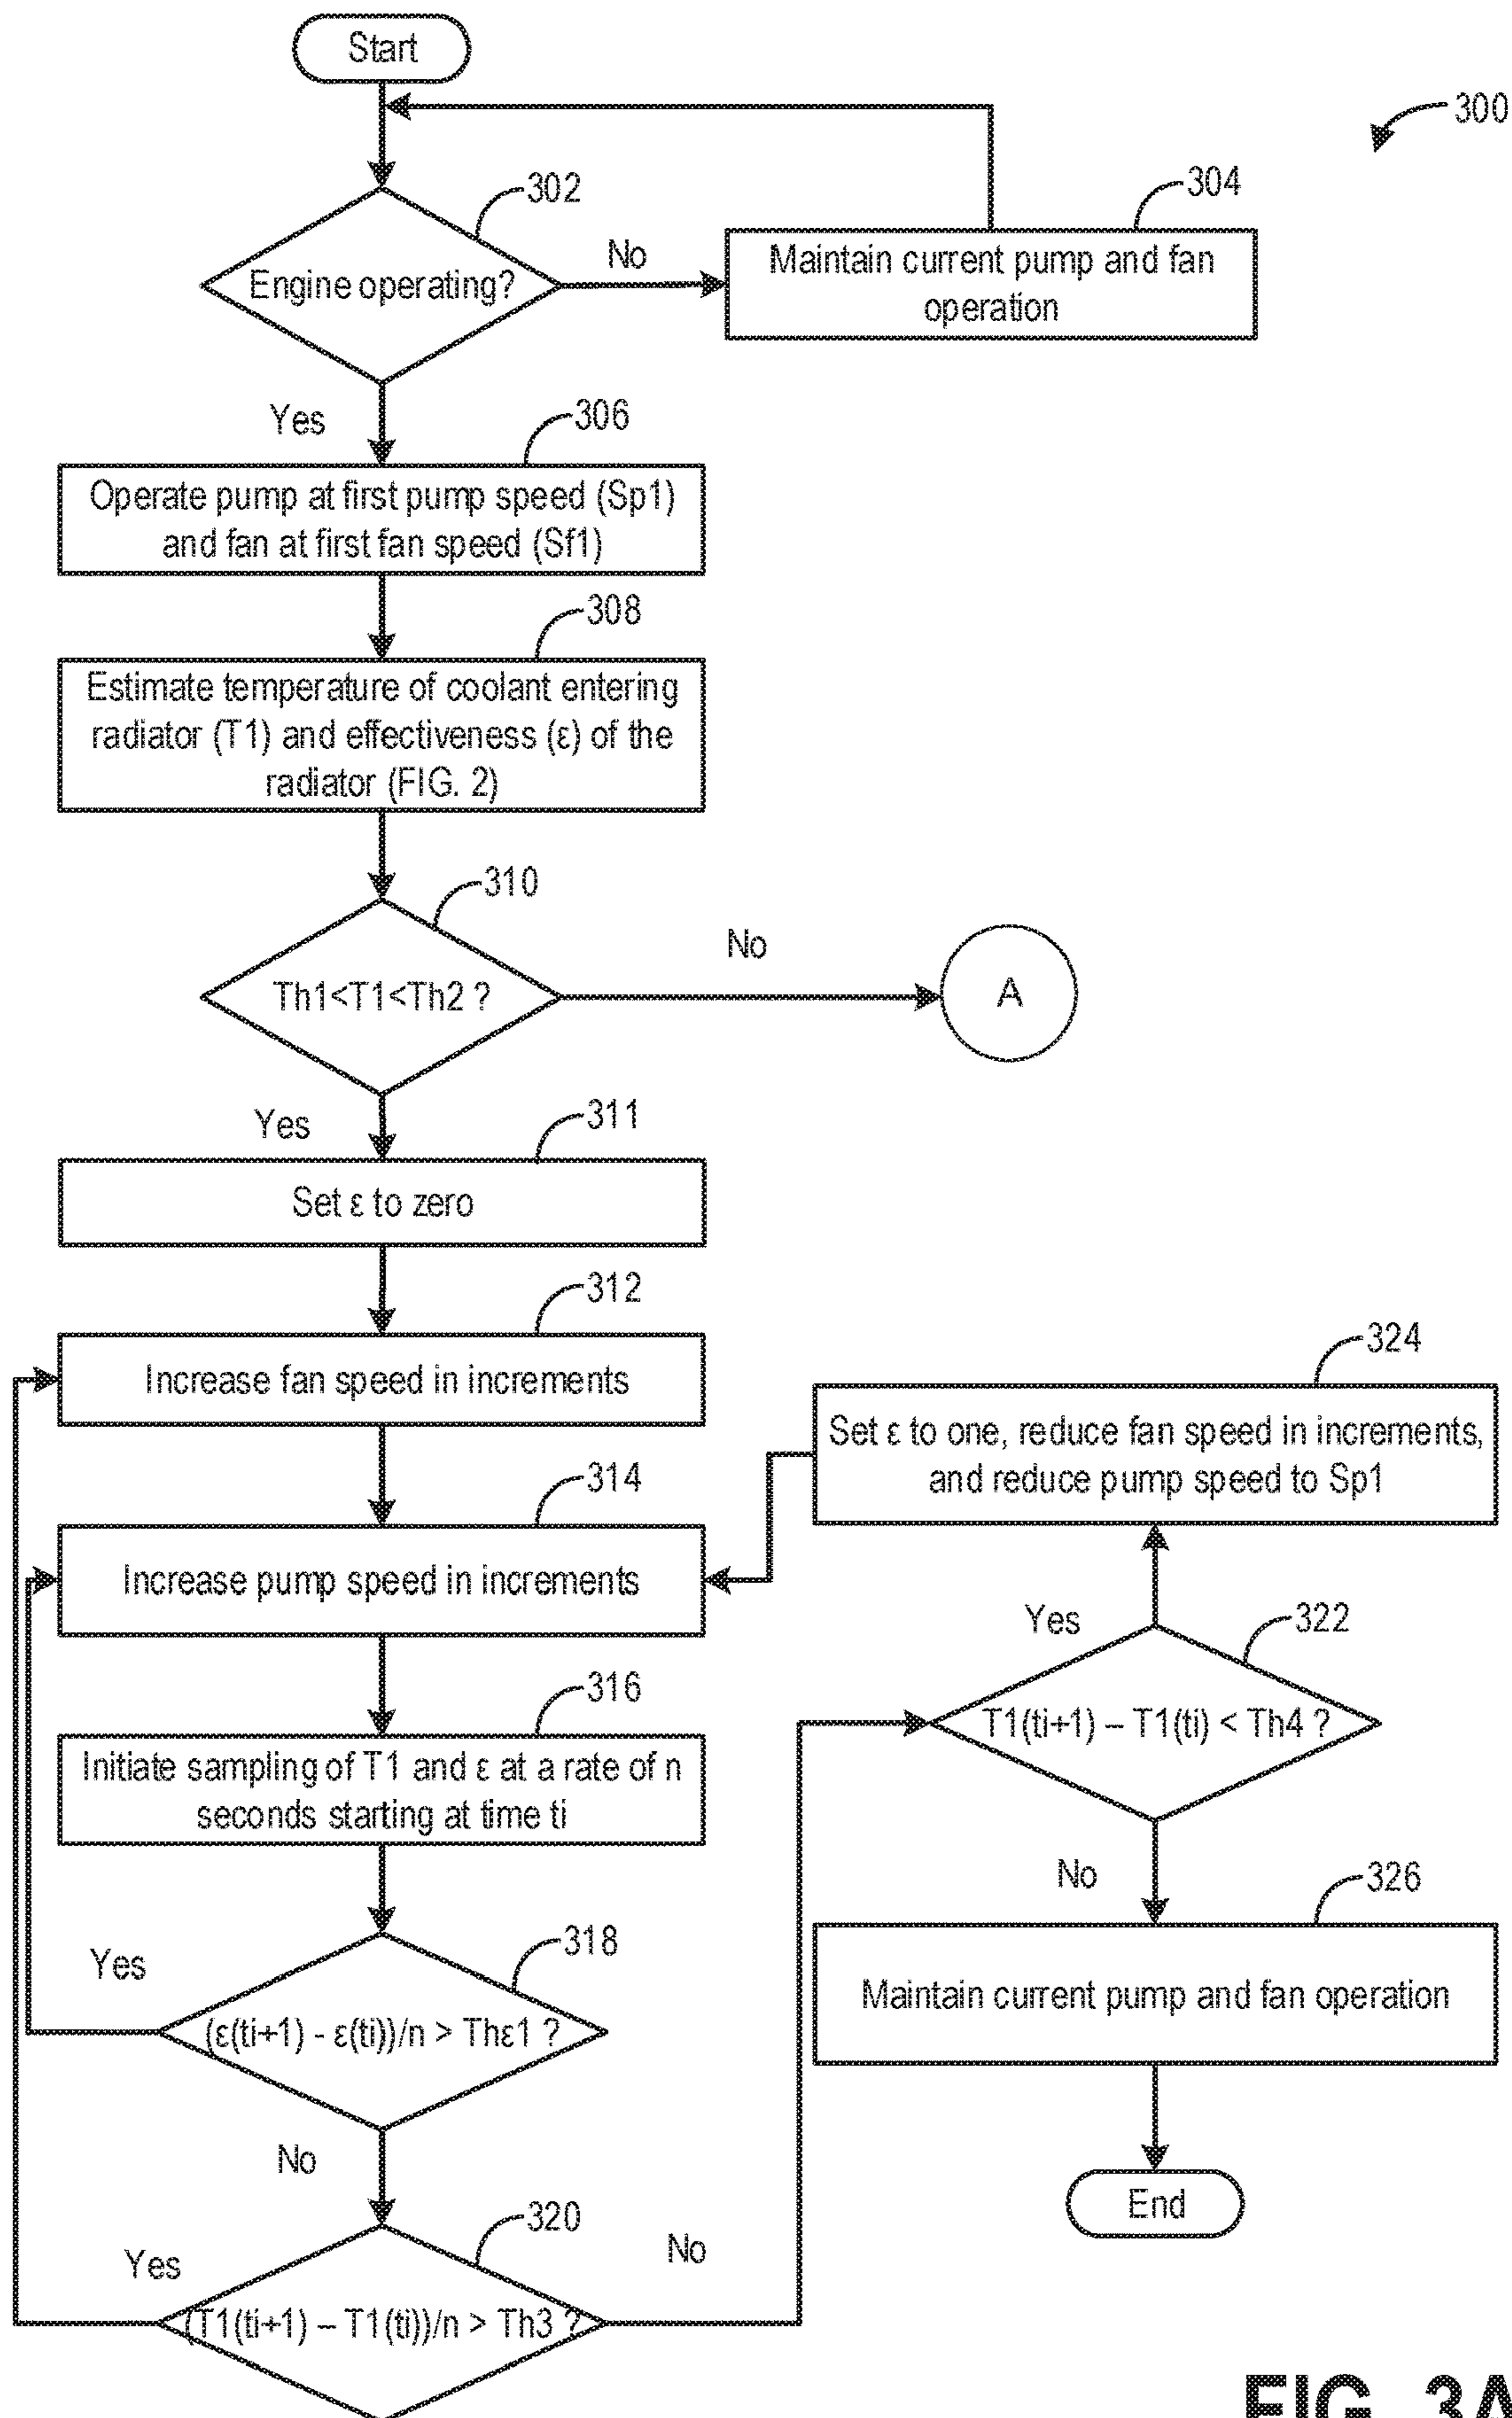 Start
300
302
304
Engine operating?
No
Maintain current pump and fan
operation
Yes
306
Operate pump at first pump speed (Sp1)
and fan at first fan speed (Sf1)
308
Estimate temperature of coolant entering
radiator (T1) and effectiveness (ε) of the
radiator (FIG. 2)
310
Th1<T1<Th2 ?
No
A
Yes
311
Set ε to zero
312
Increase fan speed in increments
324
Set ε to one, reduce fan speed in increments,
and reduce pump speed to Sp1
314
Increase pump speed in increments
Yes
322
T1(ti+1) – T1(ti) < Th4 ?
316
Initiate sampling of T1 and ε at a rate of n
seconds starting at time ti
No
326
Maintain current pump and fan operation
318
Yes
(ε(ti+1) - ε(ti))/n > Thε1 ?
No
End
320
Yes
No
(T1(ti+1) – T1(ti))/n > Th3 ?
FIG. 3A